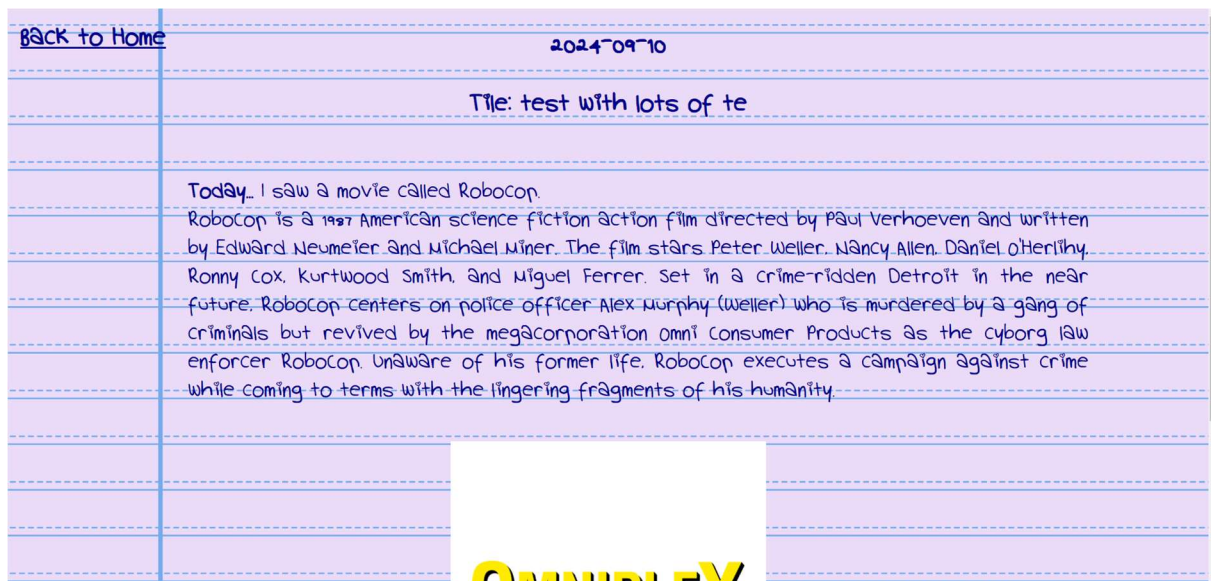 Back to Home
2024-09-10
Tile: test with lots of te
Today... I saw a movie called Robocop.
Robocop is a 1987 American science fiction action film directed by Paul Verhoeven and written
by Edward Neumeier and Michael Miner. The film stars Peter Weller, Nancy Allen, Daniel O'Herlihy,
Ronny Cox, Kurtwood Smith, and Miguel Ferrer. Set in a crime-ridden Detroit in the near
future, RoboCop centers on police officer Alex Murphy (Weller) who is murdered by a gang of
criminals but revived by the megacorporation Omni Consumer Products as the cyborg law
enforcer RoboCop. Unaware of his former life, RoboCop executes a campaign against crime
while coming to terms with the lingering fragments of his humanity.
OMNIPLEX